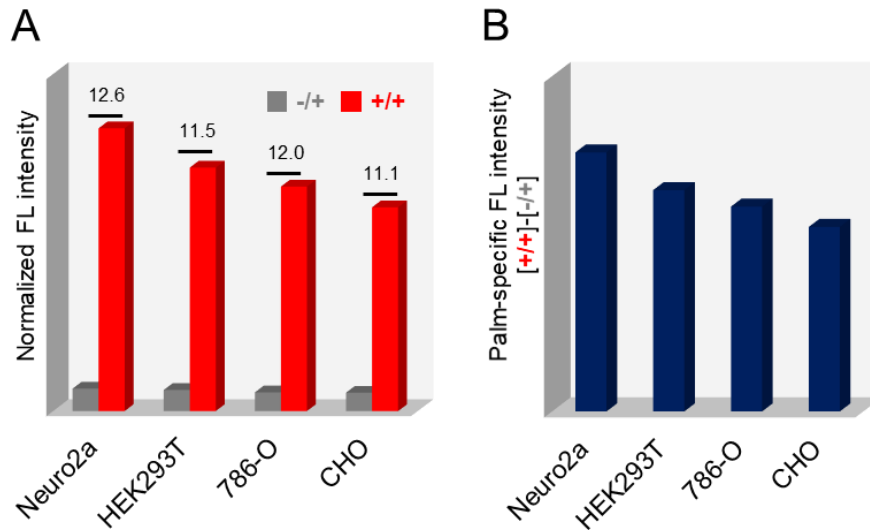 A
Normalized FL intensity
12.6
11.5
12.0
11.1
-/+ +/+
Neuro2a
HEK293T
786-O
CHO
B
Palm-specific FL intensity
[+/+]-[-/+]
Neuro2a
HEK293T
786-O
CHO